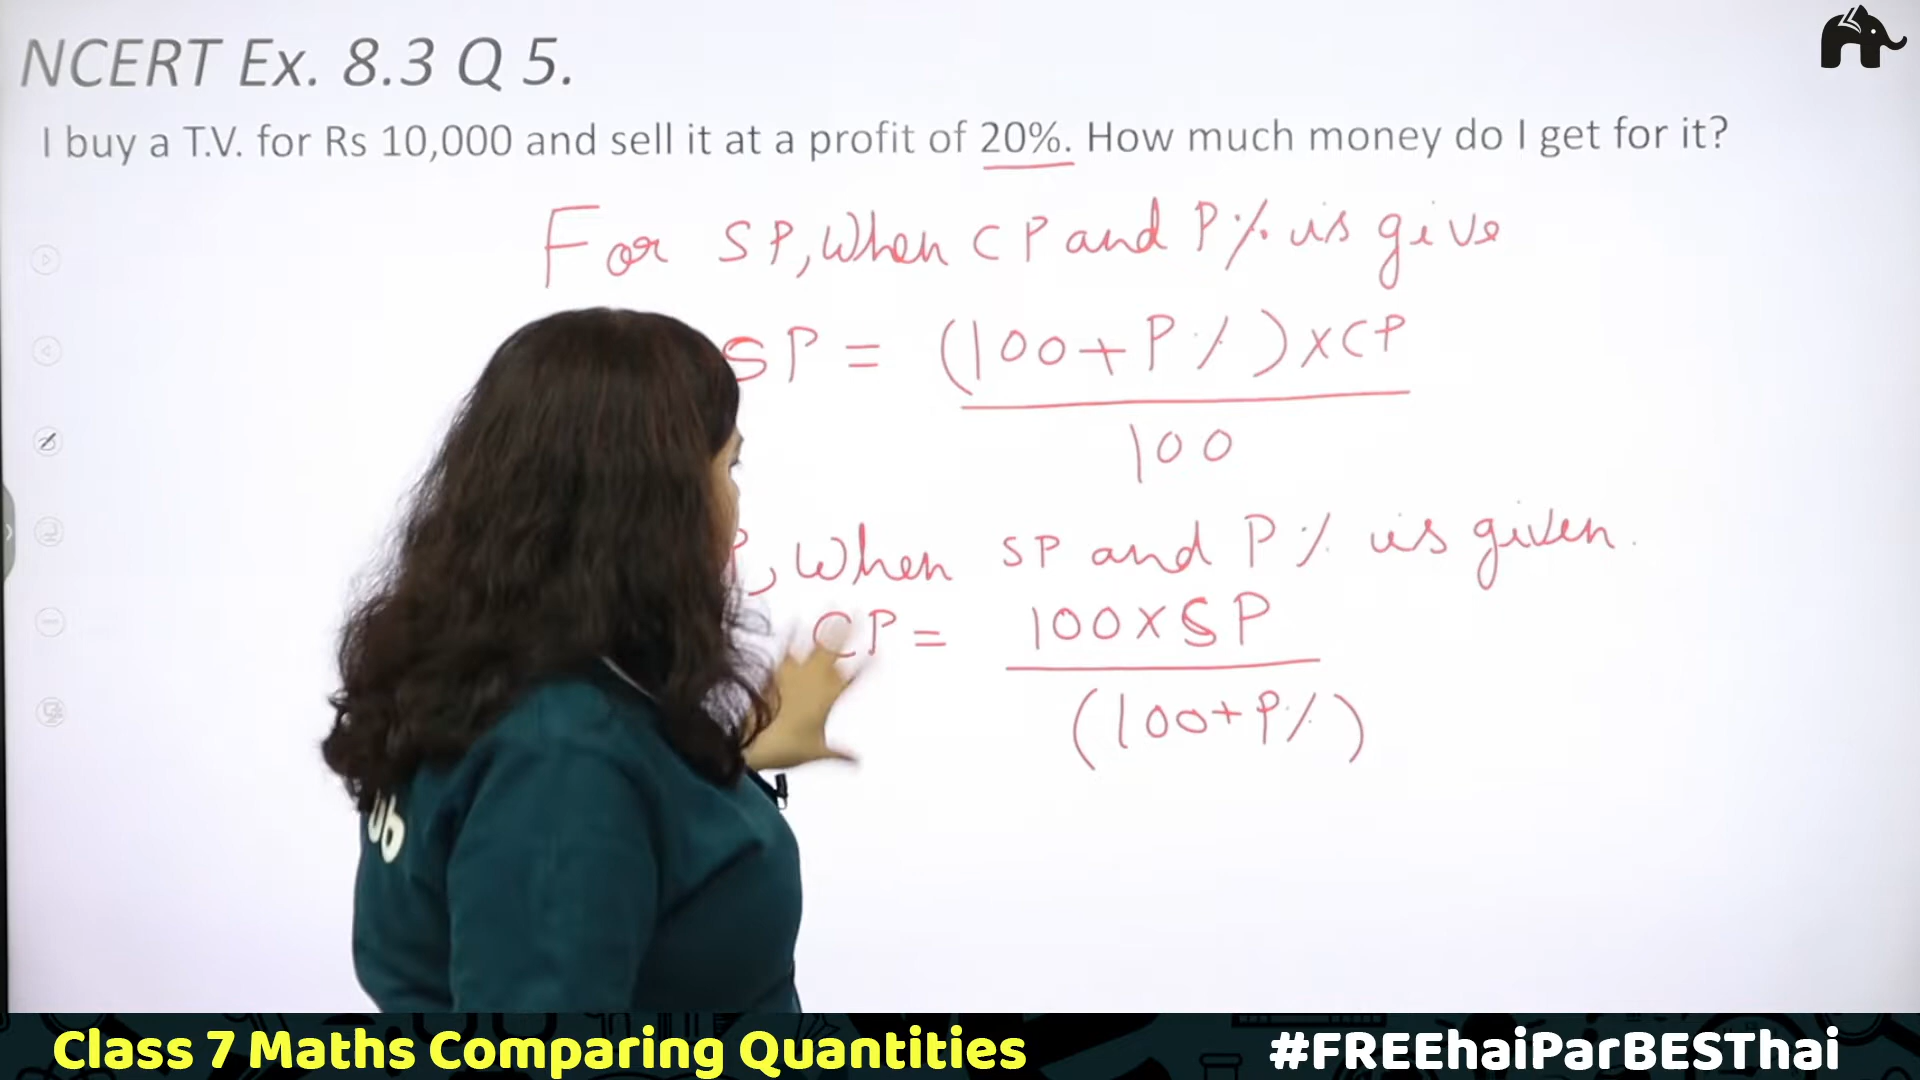 NCERT Ex. 8.3 Q 5.
I buy a T.V. for Rs 10,000 and sell it at a profit of 20%. How much money do I get for it?
For SP, When CP and P% is give
SP = (100+P%)×CP
100
When SP and P% is given.
CP = 100×SP
(100+P%)
ub
Class 7 Maths Comparing Quantities
#FREEhaiParBESThai